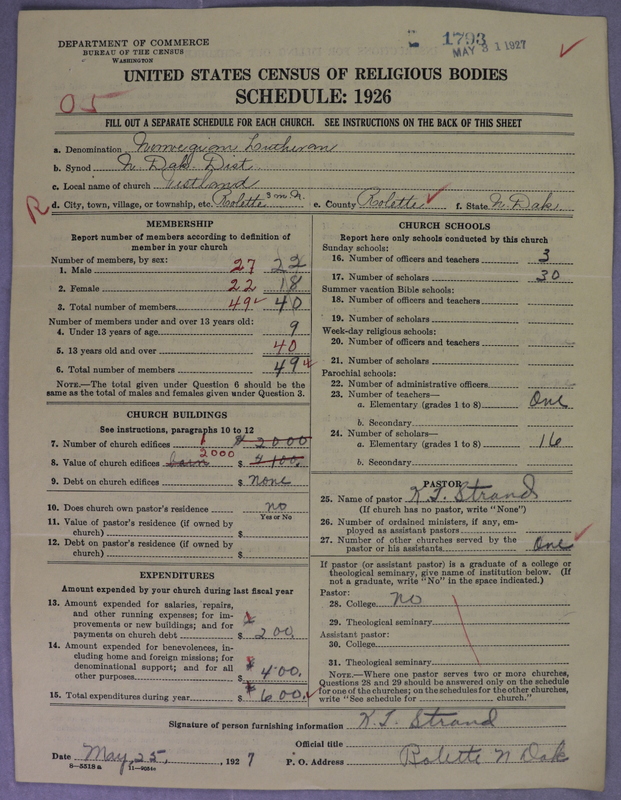 DEPARTMENT OF COMMERCE
BUREAU OF THE CENSUS
WASHINGTON
1793
MAY 31 1927
UNITED STATES CENSUS OF RELIGIOUS BODIES
SCHEDULE: 1926
05
FILL OUT A SEPARATE SCHEDULE FOR EACH CHURCH. SEE INSTRUCTIONS ON THE BACK OF THIS SHEET
a. Denomination Norwegian Lutheran
b. Synod N Dak. Dist
c. Local name of church
R d. City, town, village, or township, etc. Rolette 3 m N. e. County Rolette f. State N. Dak
MEMBERSHIP
Report number of members according to definition of
member in your church
Number of members, by sex:
1. Male 27 22
2. Female 22 18
3. Total number of members 49 40
Number of members under and over 13 years old:
4. Under 13 years of age 9
5. 13 years old and over 40
6. Total number of members 49
NOTE.—The total given under Question 6 should be the
same as the total of males and females given under Question 3.
CHURCH BUILDINGS
See instructions, paragraphs 10 to 12
7. Number of church edifices 1 $ 2000
8. Value of church edifices barn 2000 $ $100.
9. Debt on church edifices $ None
10. Does church own pastor's residence no
Yes or No
11. Value of pastor's residence (if owned by
church) $
12. Debt on pastor's residence (if owned by
church) $
EXPENDITURES
Amount expended by your church during last fiscal year
13. Amount expended for salaries, repairs,
and other running expenses; for im-
provements or new buildings; and for
payments on church debt $ 200.
14. Amount expended for benevolences, in-
cluding home and foreign missions; for
denominational support; and for all
other purposes $ 400.
15. Total expenditures during year $ 600.
CHURCH SCHOOLS
Report here only schools conducted by this church
Sunday schools:
16. Number of officers and teachers 3
17. Number of scholars 30
Summer vacation Bible schools:
18. Number of officers and teachers
19. Number of scholars
Week-day religious schools:
20. Number of officers and teachers
21. Number of scholars
Parochial schools:
22. Number of administrative officers
23. Number of teachers—
a. Elementary (grades 1 to 8) One
b. Secondary
24. Number of scholars—
a. Elementary (grades 1 to 8) 16
b. Secondary
PASTOR
25. Name of pastor K T Strand
(If church has no pastor, write "None")
26. Number of ordained ministers, if any, em-
ployed as assistant pastors
27. Number of other churches served by the
pastor or his assistants One
If pastor (or assistant pastor) is a graduate of a college or
theological seminary, give name of institution below. (If
not a graduate, write "No" in the space indicated.)
Pastor:
28. College no
29. Theological seminary
Assistant pastor:
30. College
31. Theological seminary
NOTE.—Where one pastor serves two or more churches,
Questions 28 and 29 should be answered only on the schedule
for one of the churches; on the schedules for the other churches,
write "See schedule for church."
Signature of person furnishing information K. T. Strand
Official title
Date May 25, 1927 P. O. Address Rolette N Dak
8—5518 a